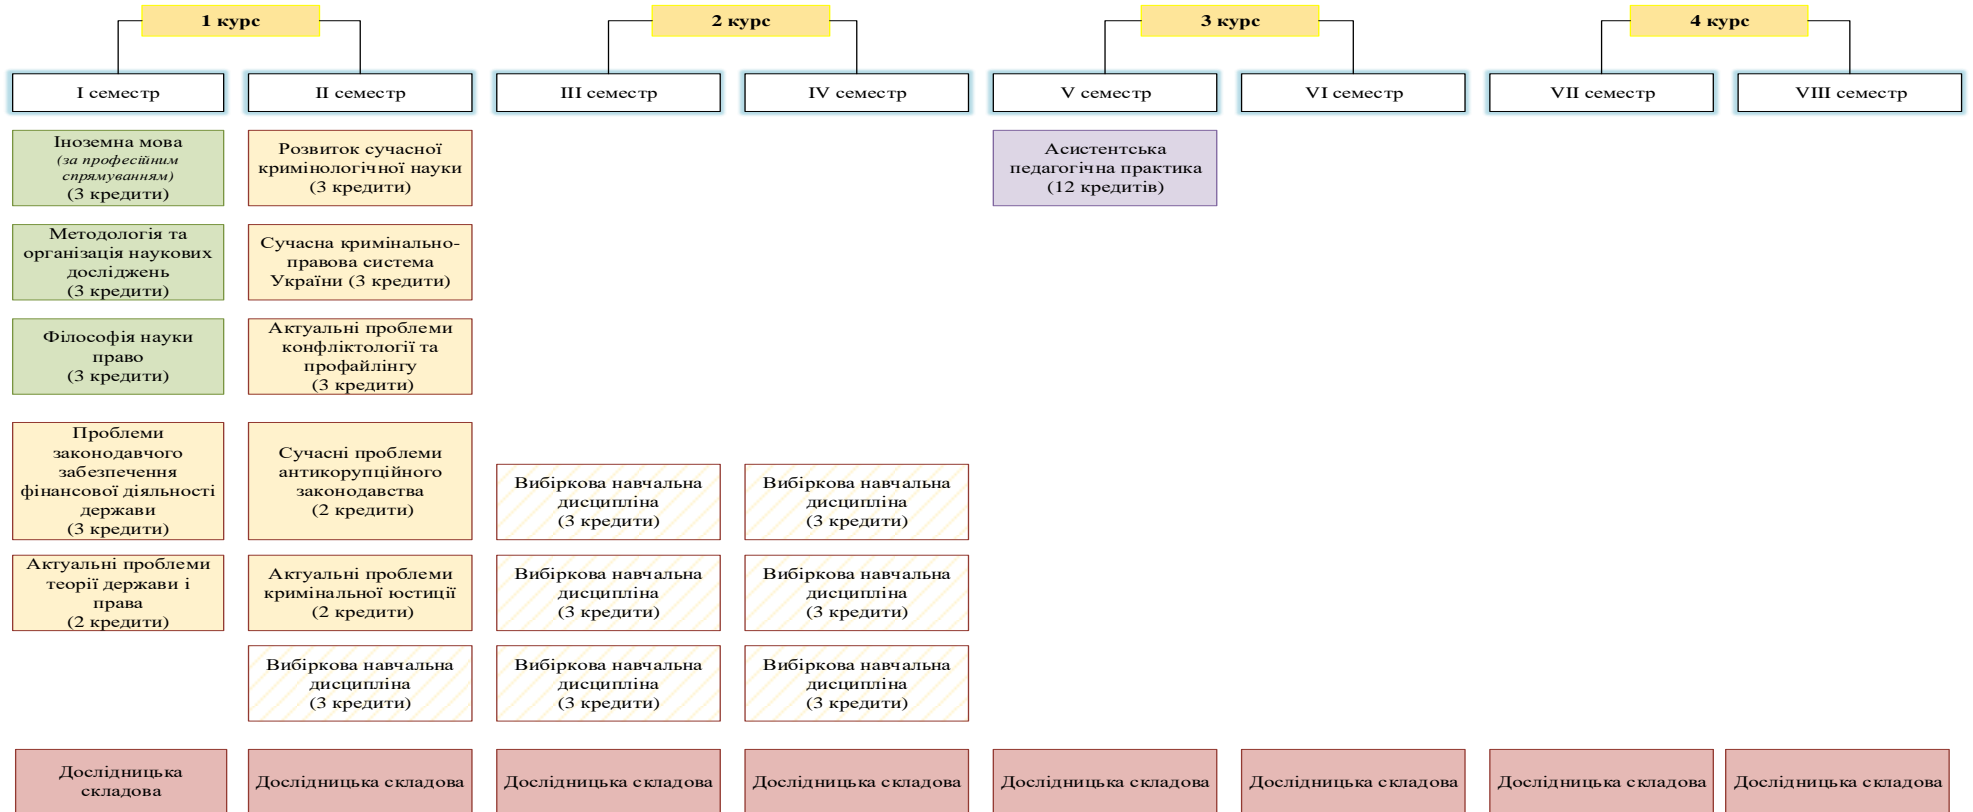 1 курс
2 курс
3 курс
4 курс
I семестр
II семестр
III семестр
IV семестр
V семестр
VI семестр
VII семестр
VIII семестр
Іноземна мова
(за професійним
спрямуванням)
(3 кредити)
Розвиток сучасної
кримінологічної науки
(3 кредити)
Асистентська
педагогічна практика
(12 кредитів)
Методологія та
організація наукових
досліджень
(3 кредити)
Сучасна кримінально-
правова система
України (3 кредити)
Філософія науки
право
(3 кредити)
Актуальні проблеми
конфліктології та
профайлінгу
(3 кредити)
Проблеми
законодавчого
забезпечення
фінансової діяльності
держави
(3 кредити)
Сучасні проблеми
антикорупційного
законодавства
(2 кредити)
Вибіркова навчальна
дисципліна
(3 кредити)
Вибіркова навчальна
дисципліна
(3 кредити)
Актуальні проблеми
теорії держави і
права
(2 кредити)
Актуальні проблеми
кримінальної юстиції
(2 кредити)
Вибіркова навчальна
дисципліна
(3 кредити)
Вибіркова навчальна
дисципліна
(3 кредити)
Вибіркова навчальна
дисципліна
(3 кредити)
Вибіркова навчальна
дисципліна
(3 кредити)
Вибіркова навчальна
дисципліна
(3 кредити)
Дослідницька
складова
Дослідницька складова
Дослідницька складова
Дослідницька складова
Дослідницька складова
Дослідницька складова
Дослідницька складова
Дослідницька складова